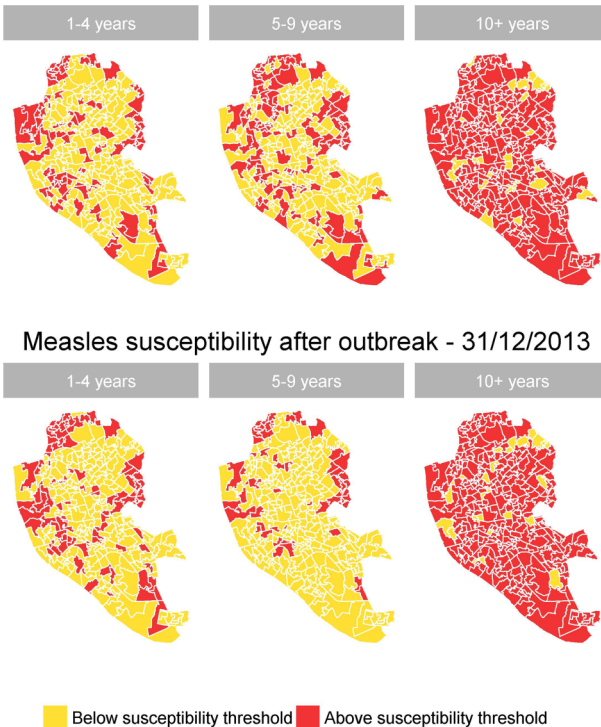 1-4 years 5-9 years 10+ years
Measles susceptibility after outbreak - 31/12/2013
1-4 years 5-9 years 10+ years
Below susceptibility threshold Above susceptibility threshold